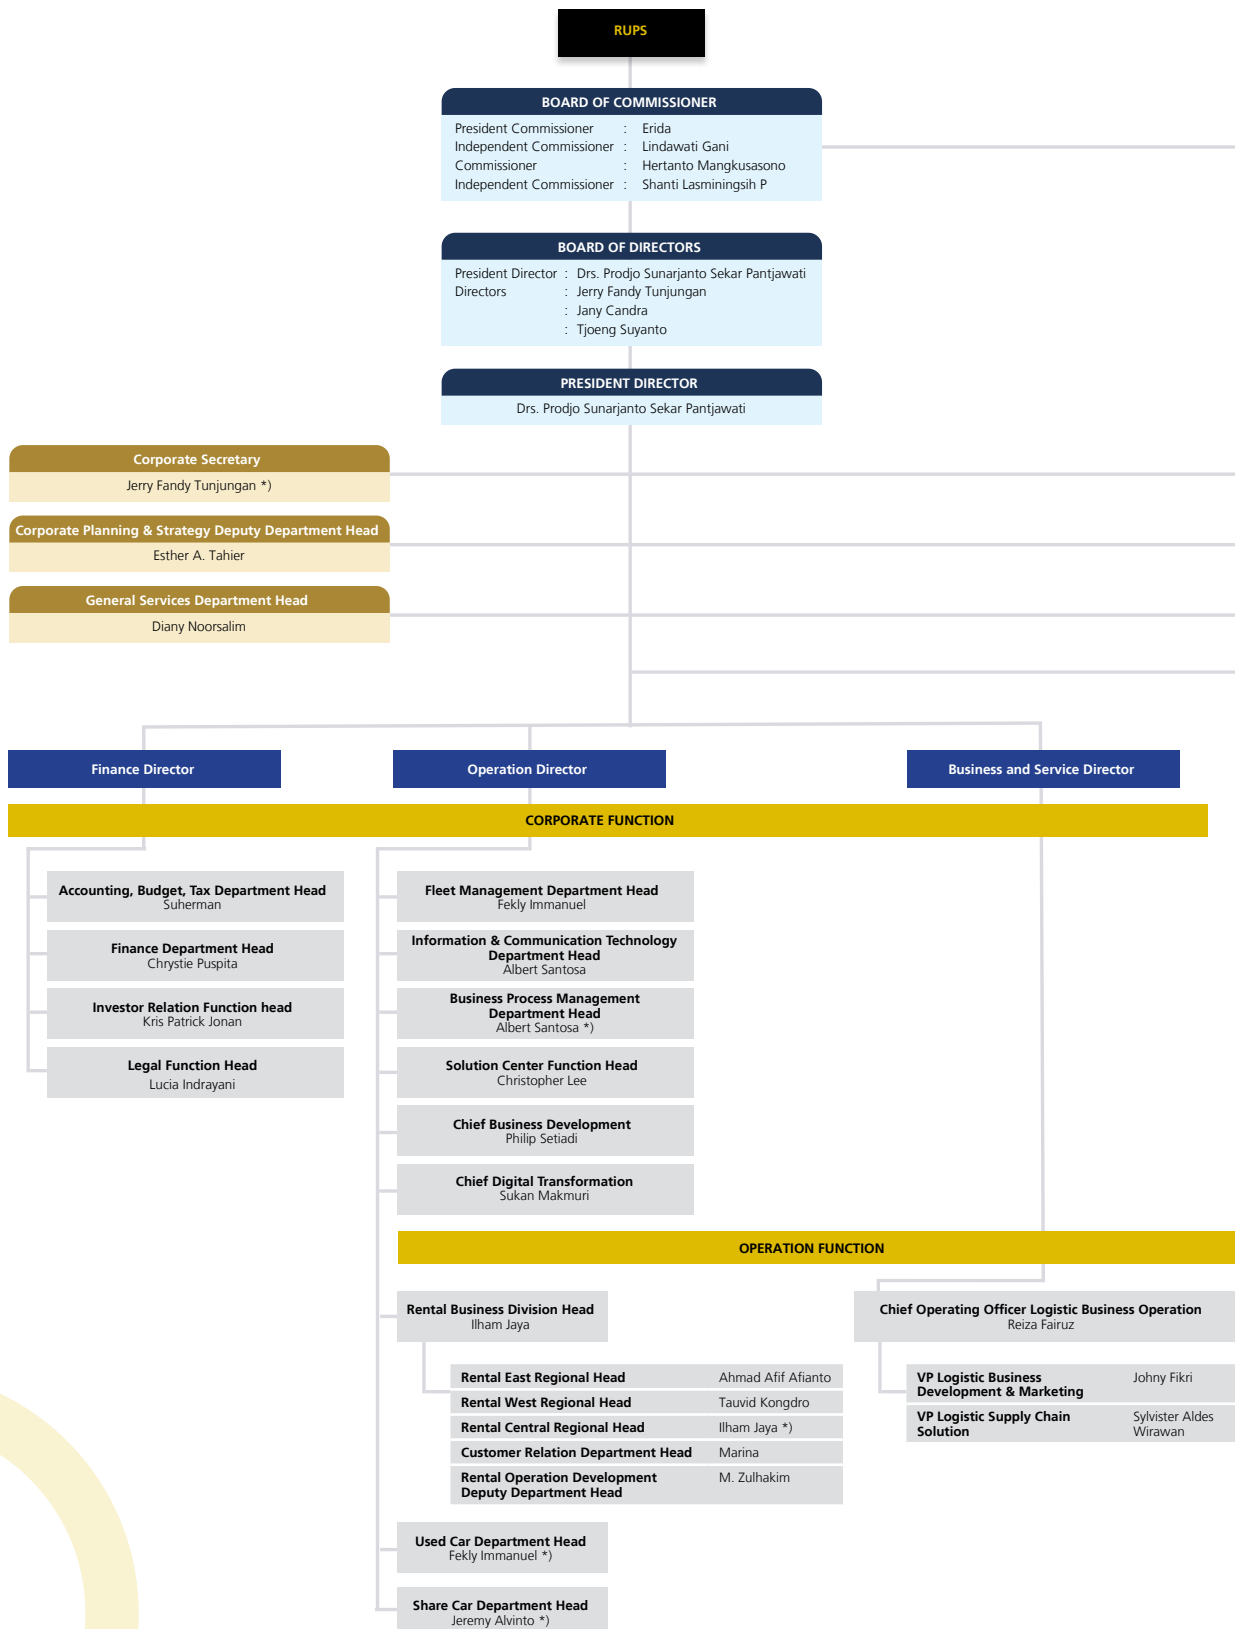 RUPS
BOARD OF COMMISSIONER
President Commissioner : Erida
Independent Commissioner : Lindawati Gani
Commissioner : Hertanto Mangkusasono
Independent Commissioner : Shanti Lasminingsih P
BOARD OF DIRECTORS
President Director : Drs. Prodjo Sunarjanto Sekar Pantjawati
Directors : Jerry Fandy Tunjungan
: Jany Candra
: Tjoeng Suyanto
PRESIDENT DIRECTOR
Drs. Prodjo Sunarjanto Sekar Pantjawati
Corporate Secretary
Jerry Fandy Tunjungan *)
Corporate Planning & Strategy Deputy Department Head
Esther A. Tahier
General Services Department Head
Diany Noorsalim
Finance Director
Operation Director
Business and Service Director
CORPORATE FUNCTION
Accounting, Budget, Tax Department Head
Suherman
Finance Department Head
Chrystie Puspita
Investor Relation Function head
Kris Patrick Jonan
Legal Function Head
Lucia Indrayani
Fleet Management Department Head
Fekly Immanuel
Information & Communication Technology
Department Head
Albert Santosa
Business Process Management
Department Head
Albert Santosa *)
Solution Center Function Head
Christopher Lee
Chief Business Development
Philip Setiadi
Chief Digital Transformation
Sukan Makmuri
OPERATION FUNCTION
Rental Business Division Head
Ilham Jaya
Rental East Regional Head Ahmad Afif Afianto
Rental West Regional Head Tauvid Kongdro
Rental Central Regional Head Ilham Jaya *)
Customer Relation Department Head Marina
Rental Operation Development M. Zulhakim
Deputy Department Head
Used Car Department Head
Fekly Immanuel *)
Share Car Department Head
Jeremy Alvinto *)
Chief Operating Officer Logistic Business Operation
Reiza Fairuz
VP Logistic Business Johny Fikri
Development & Marketing
VP Logistic Supply Chain Sylvister Aldes
Solution Wirawan